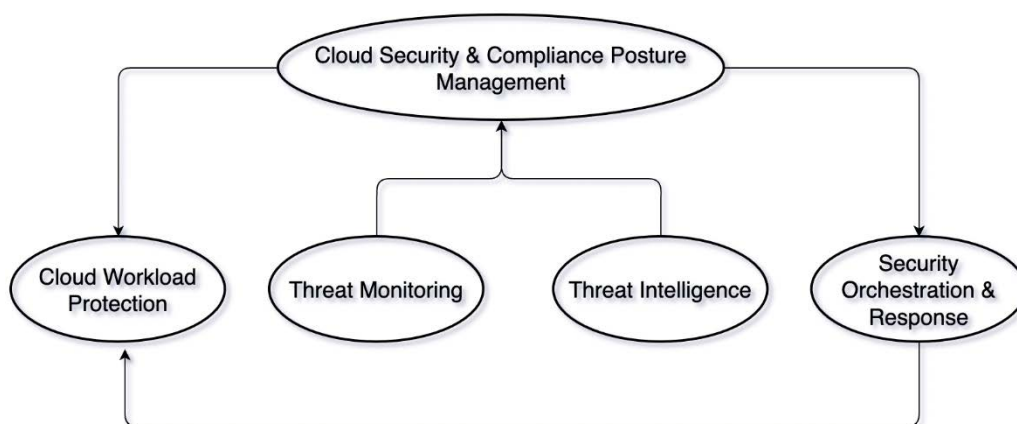 Cloud Security & Compliance Posture
Management
Cloud Workload
Protection
Threat Monitoring
Threat Intelligence
Security
Orchestration &
Response